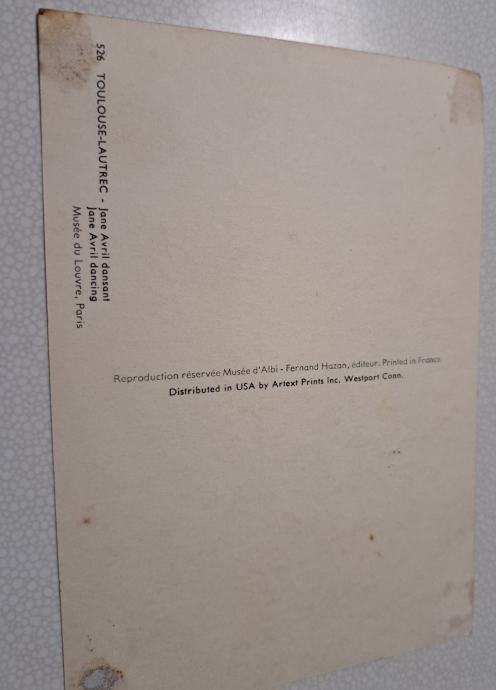 526 TOULOUSE-LAUTREC - Jane Avril dansant
Jane Avril dancing
Musée du Louvre, Paris
Reproduction réservée Musée d'Albi - Fernand Hazan, éditeur. Printed in France
Distributed in USA by Artext Prints Inc. Westport Conn.